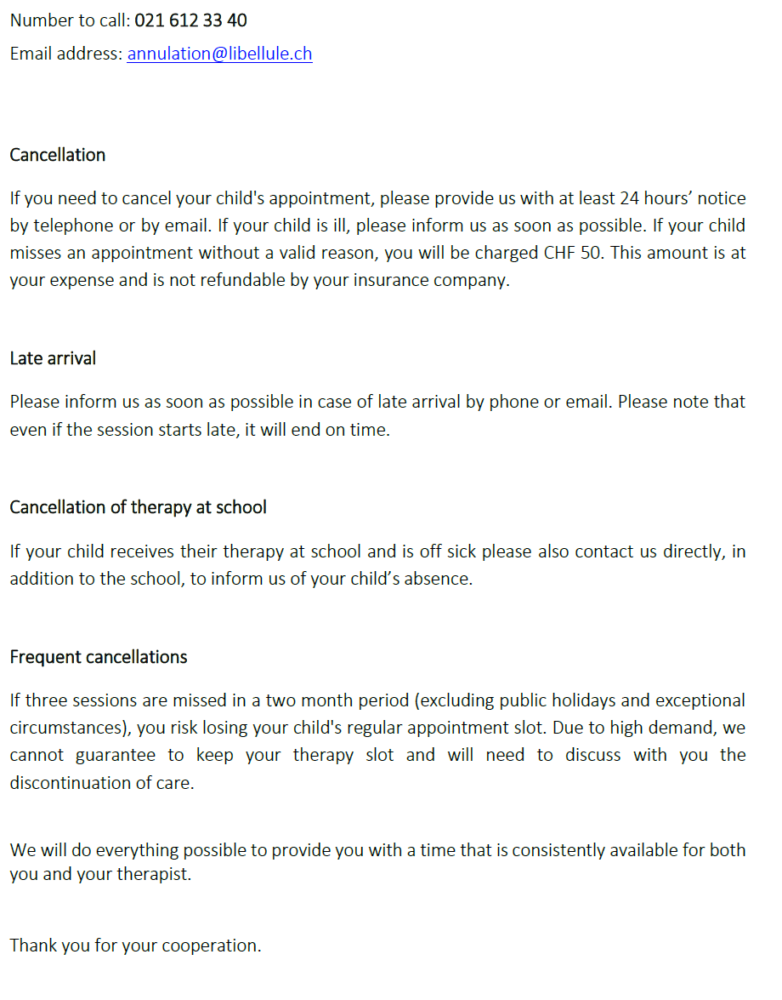 Number to call: 021 612 33 40
Email address: annulation@libellule.ch
Cancellation
If you need to cancel your child's appointment, please provide us with at least 24 hours’ notice
by telephone or by email. If your child is ill, please inform us as soon as possible. If your child
misses an appointment without a valid reason, you will be charged CHF 50. This amount is at
your expense and is not refundable by your insurance company.
Late arrival
Please inform us as soon as possible in case of late arrival by phone or email. Please note that
even if the session starts late, it will end on time.
Cancellation of therapy at school
If your child receives their therapy at school and is off sick please also contact us directly, in
addition to the school, to inform us of your child’s absence.
Frequent cancellations
If three sessions are missed in a two month period (excluding public holidays and exceptional
circumstances), you risk losing your child's regular appointment slot. Due to high demand, we
cannot guarantee to keep your therapy slot and will need to discuss with you the
discontinuation of care.
We will do everything possible to provide you with a time that is consistently available for both
you and your therapist.
Thank you for your cooperation.